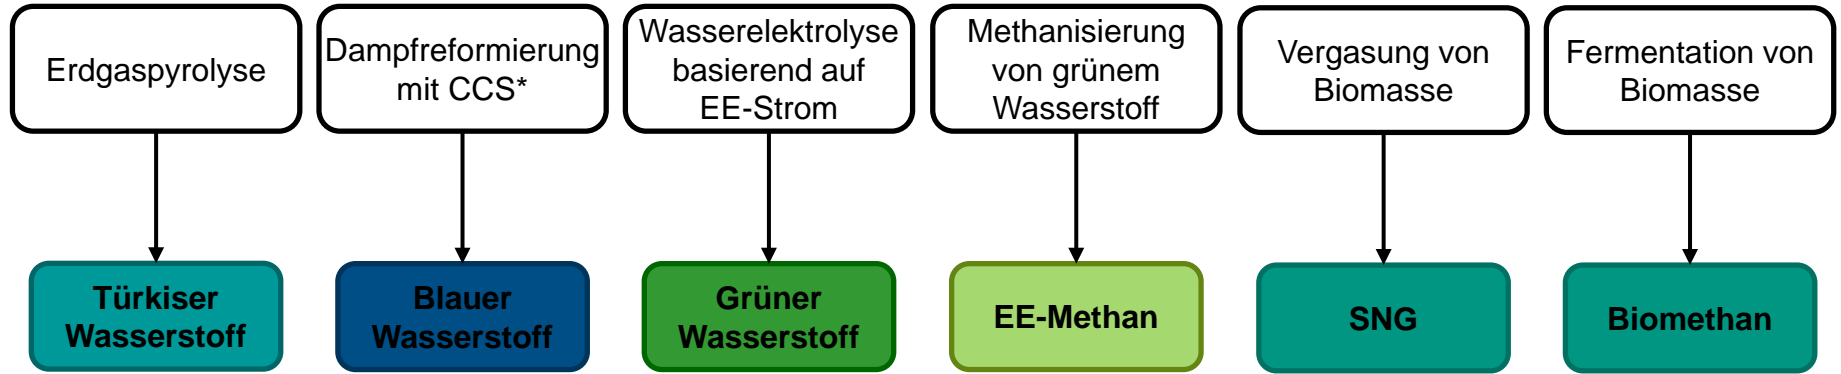 Erdgaspyrolyse
Dampfreformierung
mit CCS*
Wasserelektrolyse
basierend auf
EE-Strom
Methanisierung
von grünem
Wasserstoff
Vergasung von
Biomasse
Fermentation von
Biomasse
Türkiser
Wasserstoff
Blauer
Wasserstoff
Grüner
Wasserstoff
EE-Methan
SNG
Biomethan